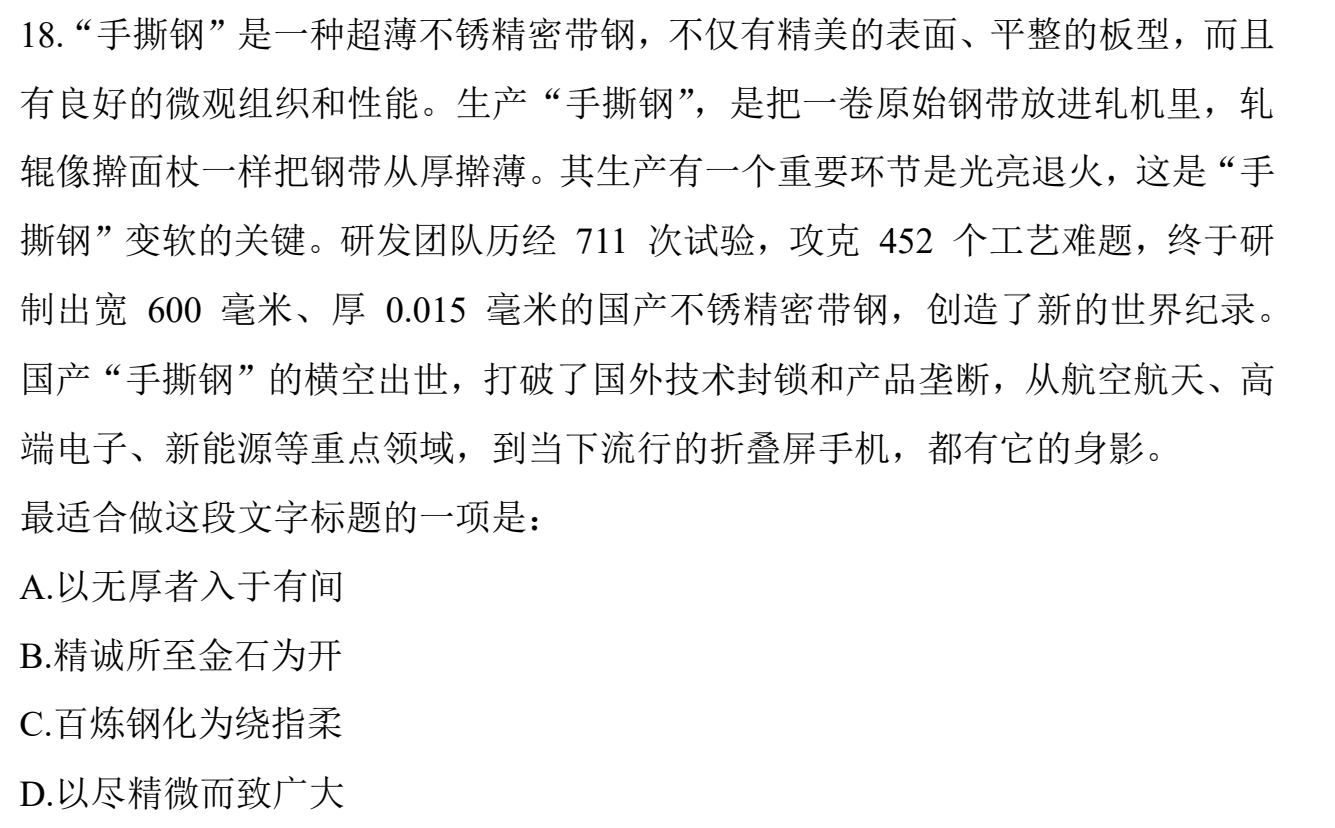 18.“手撕钢”是一种超薄不锈精密带钢，不仅有精美的表面、平整的板型，而且
有良好的微观组织和性能。生产“手撕钢”，是把一卷原始钢带放进轧机里，轧
辊像擀面杖一样把钢带从厚擀薄。其生产有一个重要环节是光亮退火，这是“手
撕钢”变软的关键。研发团队历经 711 次试验，攻克 452 个工艺难题，终于研
制出宽 600 毫米、厚 0.015 毫米的国产不锈精密带钢，创造了新的世界纪录。
国产“手撕钢”的横空出世，打破了国外技术封锁和产品垄断，从航空航天、高
端电子、新能源等重点领域，到当下流行的折叠屏手机，都有它的身影。
最适合做这段文字标题的一项是：
A.以无厚者入于有间
B.精诚所至金石为开
C.百炼钢化为绕指柔
D.以尽精微而致广大